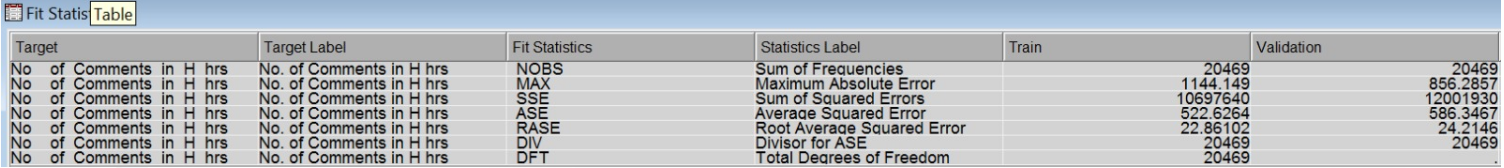 Fit Statis Table
Target Target Label Fit Statistics Statistics Label Train Validation
No of Comments in H hrs No. of Comments in H hrs NOBS Sum of Frequencies 20469 20469
No of Comments in H hrs No. of Comments in H hrs MAX Maximum Absolute Error 1144.149 856.2857
No of Comments in H hrs No. of Comments in H hrs SSE Sum of Squared Errors 10697640 12001930
No of Comments in H hrs No. of Comments in H hrs ASE Average Squared Error 522.6264 586.3467
No of Comments in H hrs No. of Comments in H hrs RASE Root Average Squared Error 22.86102 24.2146
No of Comments in H hrs No. of Comments in H hrs DIV Divisor for ASE 20469 20469
No of Comments in H hrs No. of Comments in H hrs DFT Total Degrees of Freedom 20469 .